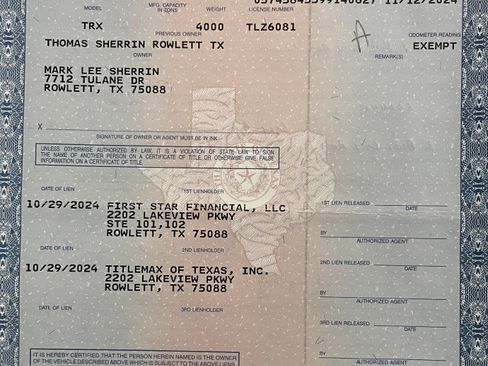 11/12/2024
MODEL
MFG. CAPACITY IN TONS
WEIGHT
LICENSE NUMBER
TRX 4000 TLZ6081
PREVIOUS OWNER
ODOMETER READING
THOMAS SHERRIN ROWLETT TX
EXEMPT
OWNER
REMARK(S)
A
MARK LEE SHERRIN
7712 TULANE DR
ROWLETT, TX 75088
X
SIGNATURE OF OWNER OR AGENT MUST BE IN INK
UNLESS OTHERWISE AUTHORIZED BY LAW, IT IS A VIOLATION OF STATE LAW TO SIGN
THE NAME OF ANOTHER PERSON ON A CERTIFICATE OF TITLE OR OTHERWISE GIVE FALSE
INFORMATION ON A CERTIFICATE OF TITLE.
DATE OF LIEN
1ST LIENHOLDER
10/29/2024 FIRST STAR FINANCIAL, LLC
2202 LAKEVIEW PKWY
STE 101,102
ROWLETT, TX 75088
1ST LIEN RELEASED
DATE
BY
AUTHORIZED AGENT
DATE OF LIEN
2ND LIENHOLDER
10/29/2024 TITLEMAX OF TEXAS, INC.
2202 LAKEVIEW PKWY
ROWLETT, TX 75088
2ND LIEN RELEASED
DATE
BY
AUTHORIZED AGENT
DATE OF LIEN
3RD LIENHOLDER
3RD LIEN RELEASED
DATE
BY
AUTHORIZED AGENT
IT IS HEREBY CERTIFIED THAT THE PERSON HEREIN NAMED IS THE OWNER
OF THE VEHICLE DESCRIBED ABOVE WHICH IS SUBJECT TO THE ABOVE LIENS